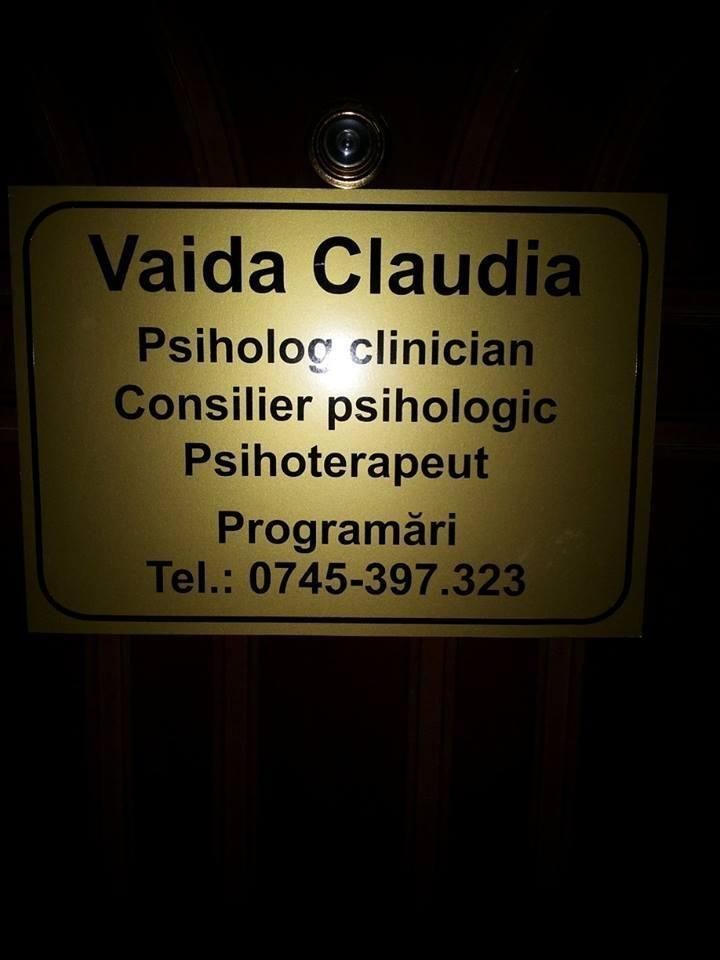 Vaida Claudia
Psiholog clinician
Consilier psihologic
Psihoterapeut
Programări
Tel.: 0745-397.323